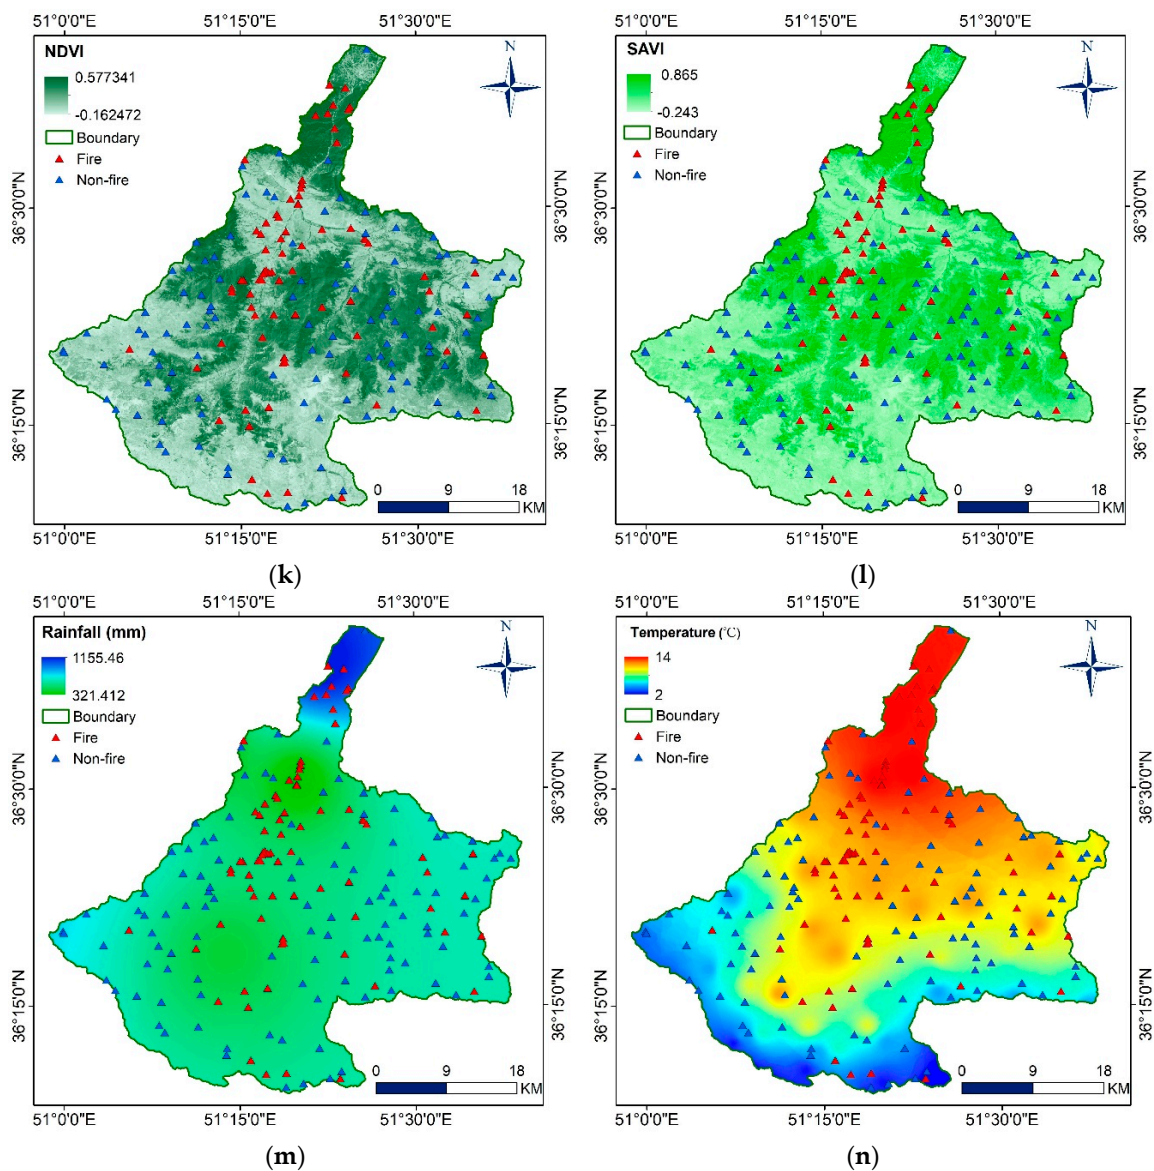 51°0'0"E 51°15'0"E 51°30'0"E
NDVI
N
0.577341
-0.162472
Boundary
Fire
Non-fire
36°30'0"N 36°30'0"N
36°15'0"N 36°15'0"N
0 9 18
KM
51°0'0"E 51°15'0"E 51°30'0"E
(k)
51°0'0"E 51°15'0"E 51°30'0"E
SAVI
N
0.865
-0.243
Boundary
Fire
Non-fire
36°30'0"N 36°30'0"N
36°15'0"N 36°15'0"N
0 9 18
KM
51°0'0"E 51°15'0"E 51°30'0"E
(l)
51°0'0"E 51°15'0"E 51°30'0"E
Rainfall (mm)
N
1155.46
321.412
Boundary
Fire
Non-fire
36°30'0"N 36°30'0"N
36°15'0"N 36°15'0"N
0 9 18
KM
51°0'0"E 51°15'0"E 51°30'0"E
(m)
51°0'0"E 51°15'0"E 51°30'0"E
Temperature (℃)
N
14
2
Boundary
Fire
Non-fire
36°30'0"N 36°30'0"N
36°15'0"N 36°15'0"N
0 9 18
KM
51°0'0"E 51°15'0"E 51°30'0"E
(n)